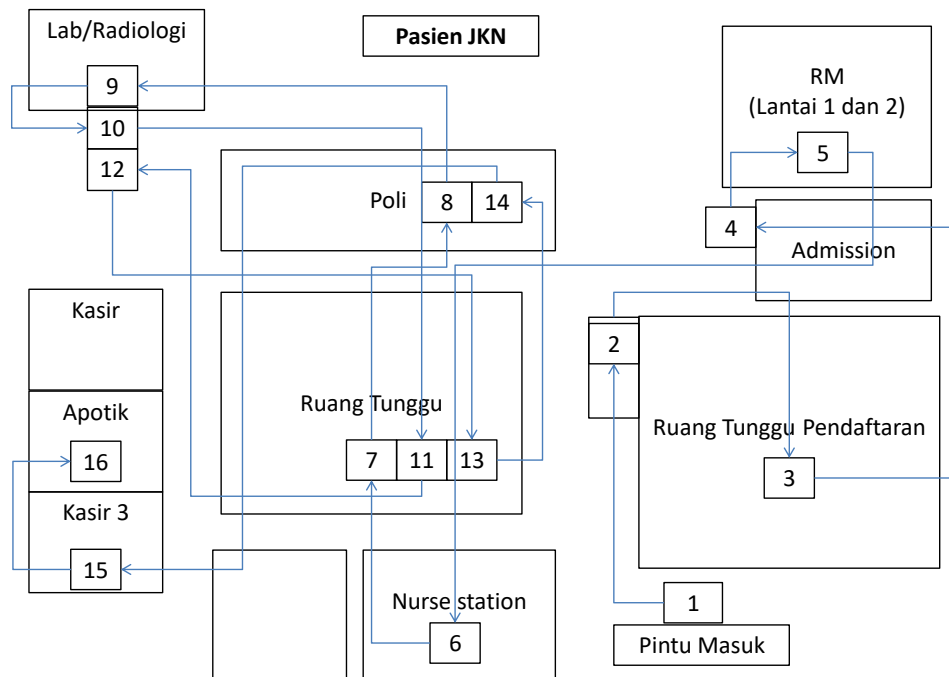 Lab/Radiologi
Pasien JKN
9
10
12
RM
(Lantai 1 dan 2)
5
Poli
8
14
4
Admission
Kasir
2
Ruang Tunggu
Ruang Tunggu Pendaftaran
Apotik
16
7
11
13
3
Kasir 3
15
Nurse station
6
1
Pintu Masuk